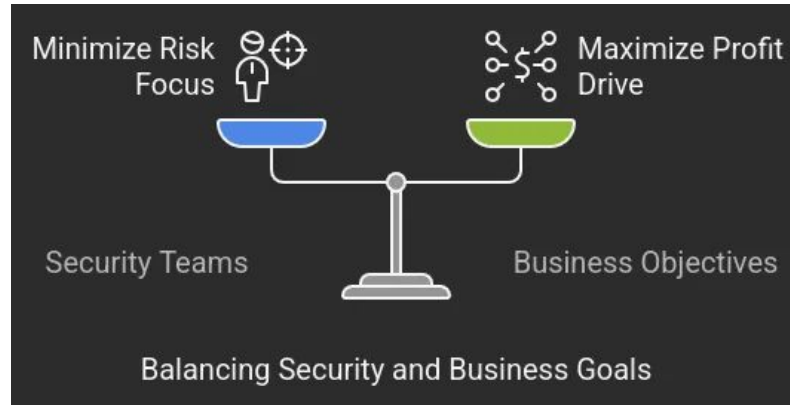 Minimize Risk
Focus
Maximize Profit
Drive
Security Teams
Business Objectives
Balancing Security and Business Goals